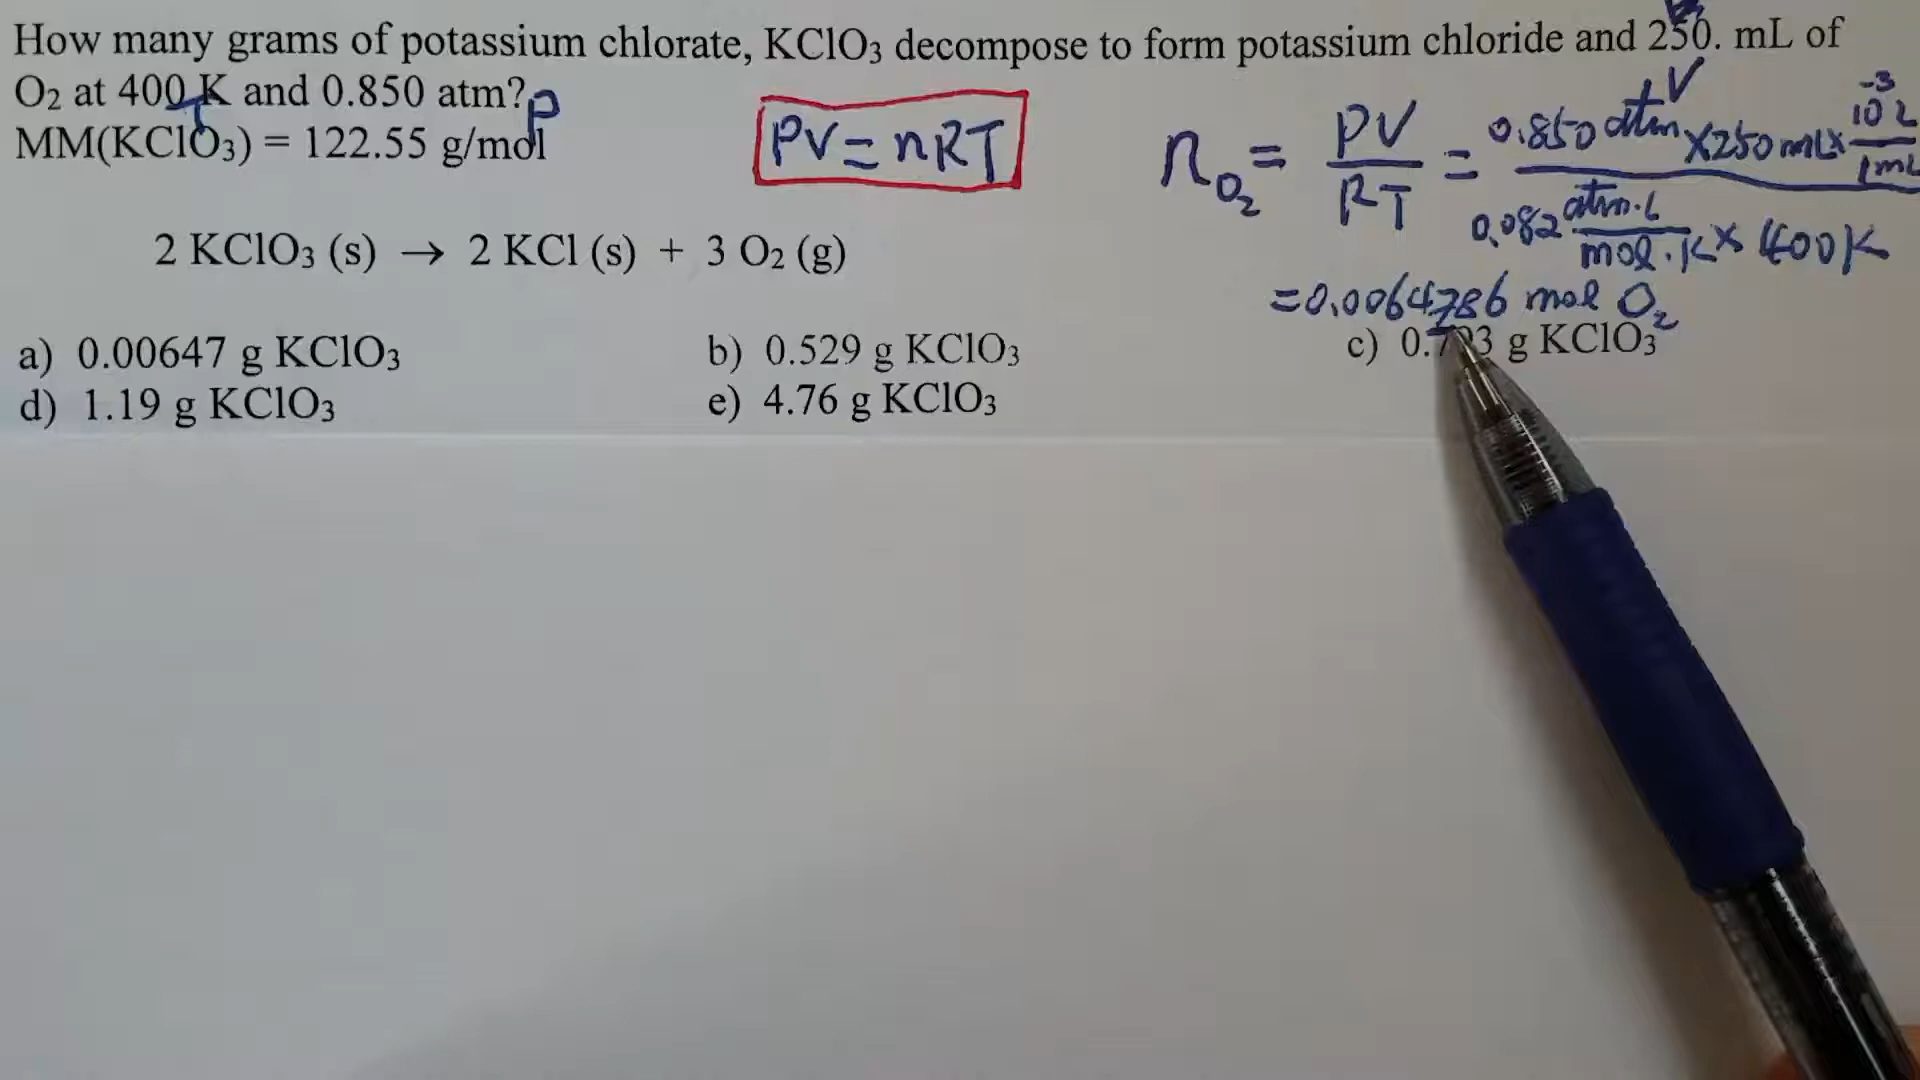 How many grams of potassium chlorate, KClO3 decompose to form potassium chloride and 250. mL of
V
O2 at 400 K and 0.850 atm?
T P
MM(KClO3) = 122.55 g/mol
PV = nRT
nO2 = PV / RT = 0.850 atm × 250 mL × 10⁻³ L / 1 mL
0.082 atm·L / mol·K × 400 K
= 0.0064786 mol O2
2 KClO3 (s) → 2 KCl (s) + 3 O2 (g)
a) 0.00647 g KClO3 b) 0.529 g KClO3 c) g KClO3
d) 1.19 g KClO3 e) 4.76 g KClO3